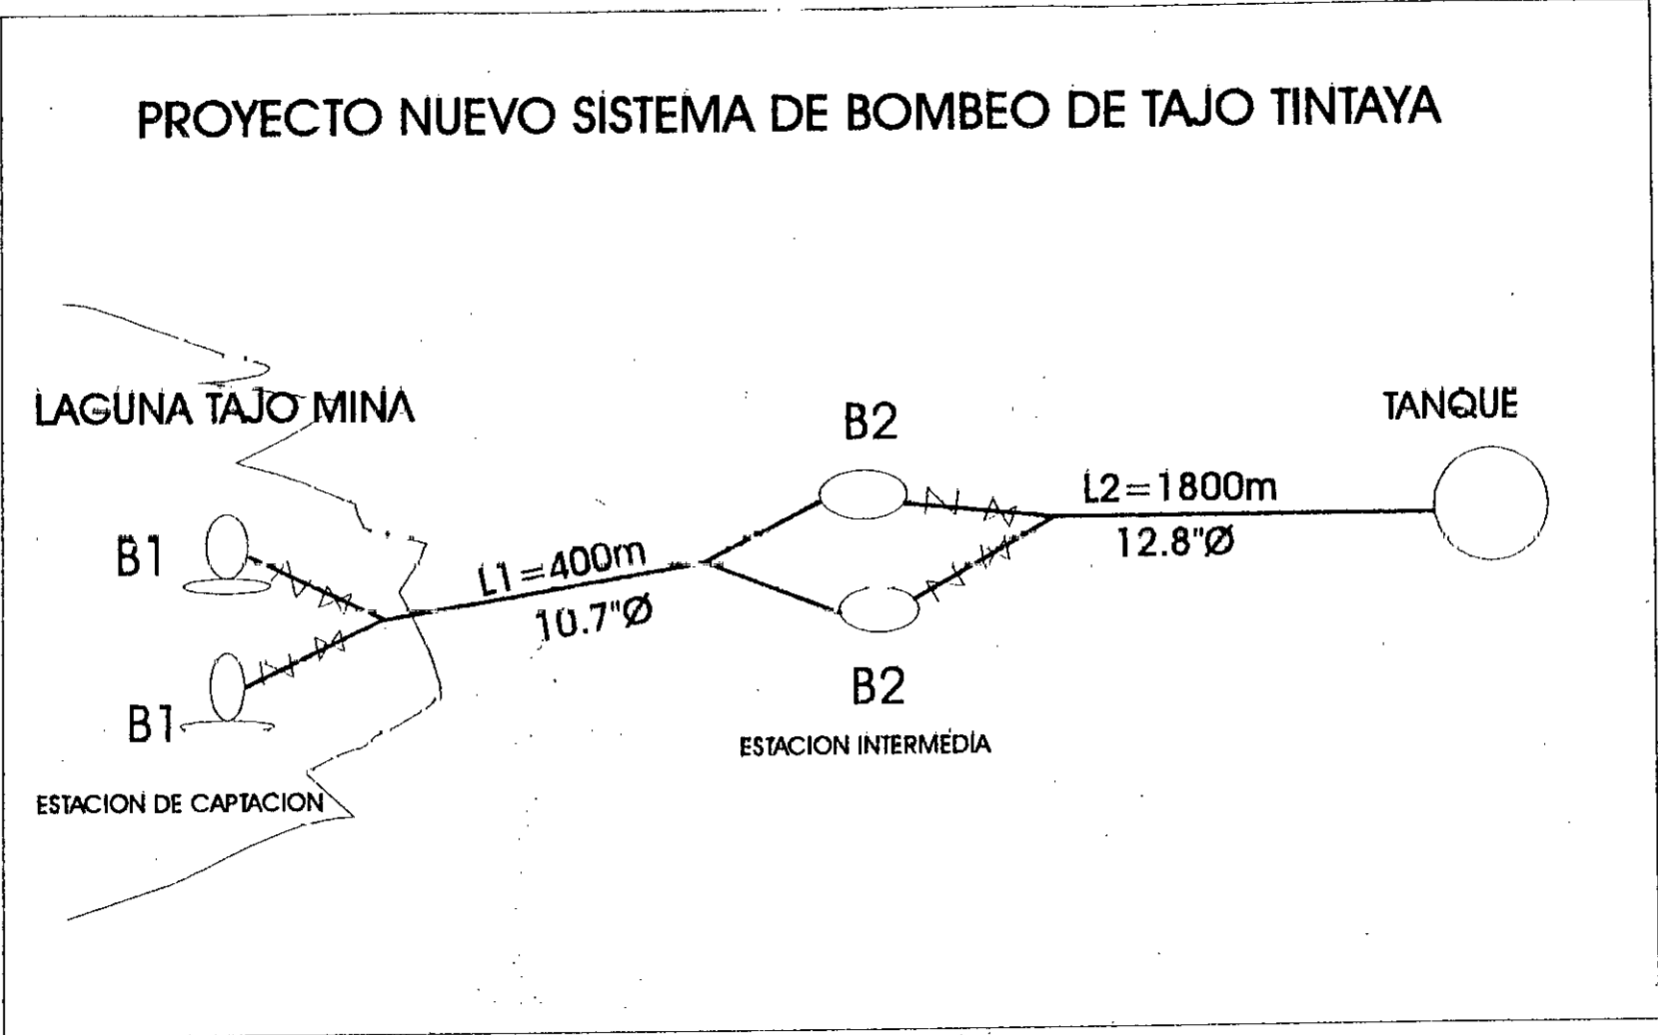 PROYECTO NUEVO SISTEMA DE BOMBEO DE TAJO TINTAYA
LAGUNA TAJO MINA
TANQUE
B2
L2=1800m
12.8"Ø
B1
L1=400m
10.7"Ø
B2
B1
ESTACION INTERMEDIA
ESTACION DE CAPTACION